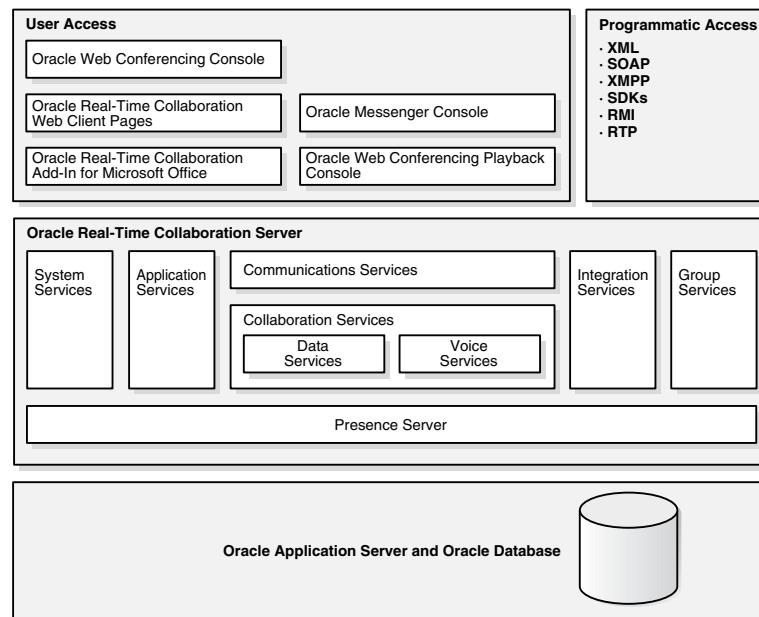 User Access
Oracle Web Conferencing Console
Oracle Real-Time Collaboration
Web Client Pages
Oracle Messenger Console
Oracle Real-Time Collaboration
Add-In for Microsoft Office
Oracle Web Conferencing Playback
Console
Programmatic Access
· XML
· SOAP
· XMPP
· SDKs
· RMI
· RTP
Oracle Real-Time Collaboration Server
System
Services
Application
Services
Communications Services
Collaboration Services
Data
Services
Voice
Services
Integration
Services
Group
Services
Presence Server
Oracle Application Server and Oracle Database